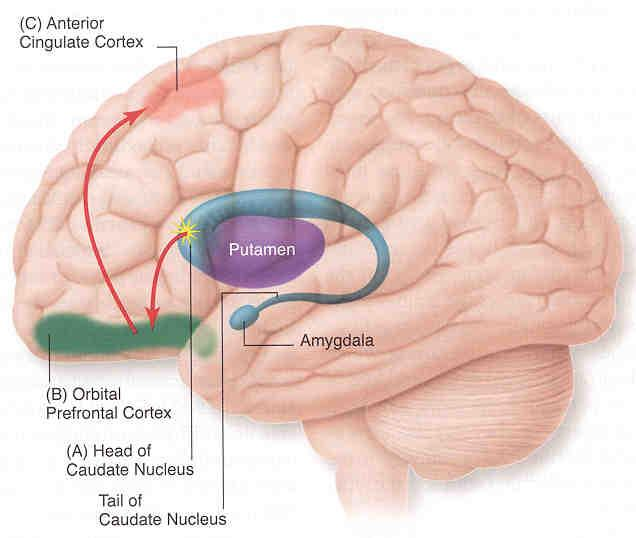 (C) Anterior
Cingulate Cortex
Putamen
Amygdala
(B) Orbital
Prefrontal Cortex
(A) Head of
Caudate Nucleus
Tail of
Caudate Nucleus